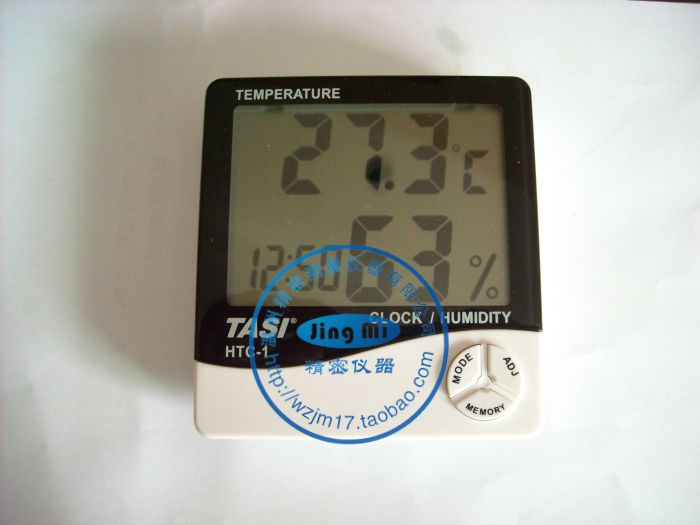 TEMPERATURE
27.3 °C
12:50 63 %
CLOCK / HUMIDITY
TASI®
HTC-1
MODE
ADJ
MEMORY
Jing Mi
精密仪器
http://wzjm17.taobao.com